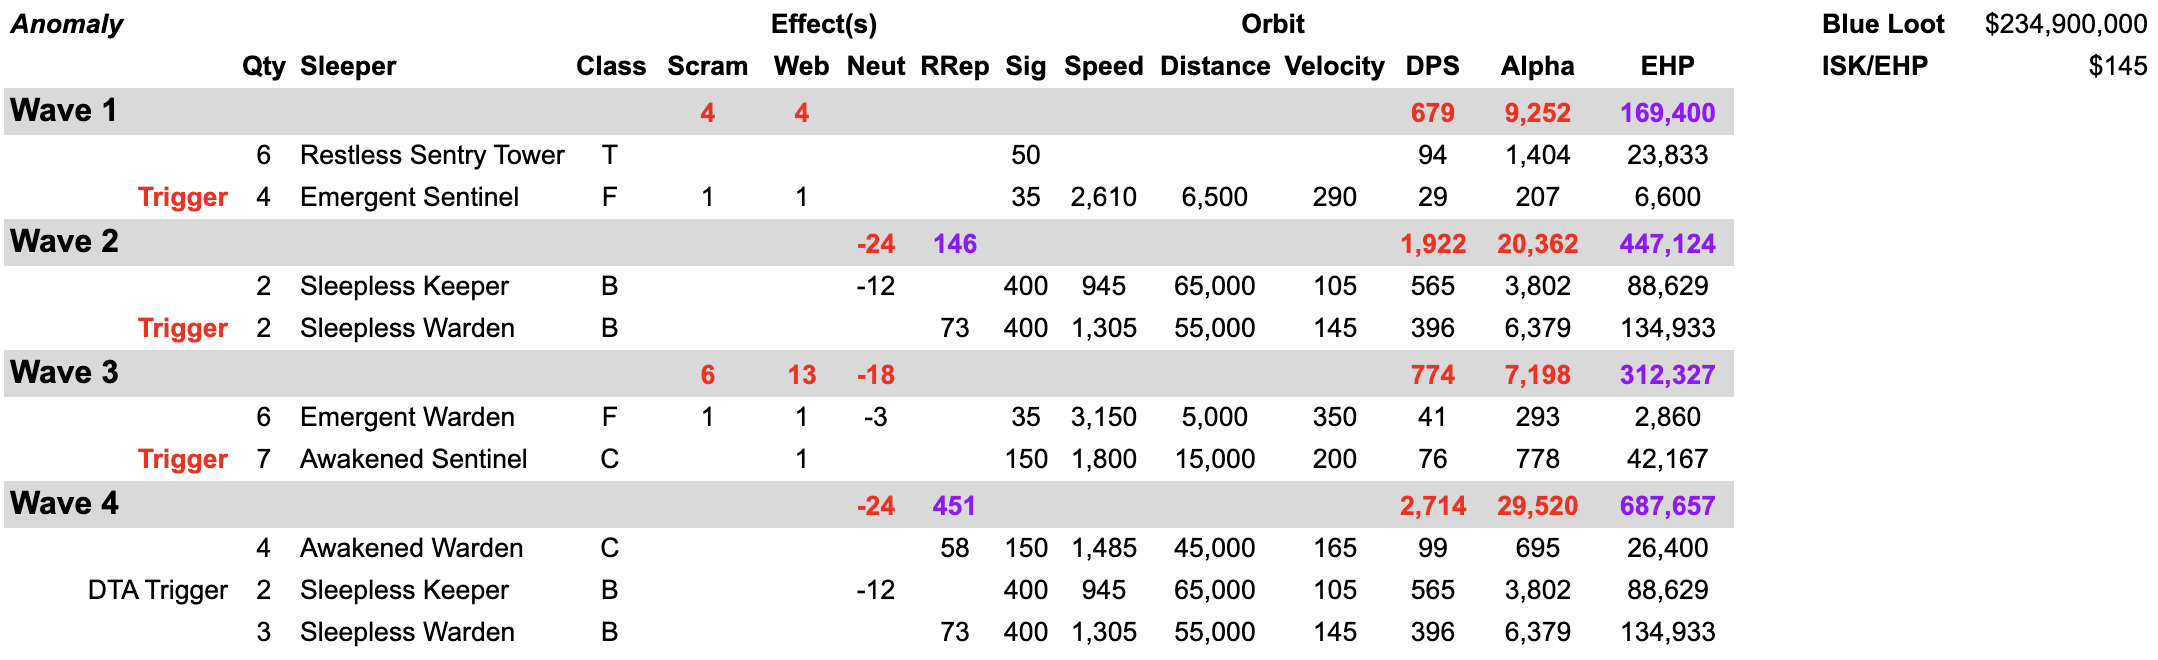 Anomaly Effect(s) Orbit Blue Loot $234,900,000
Qty Sleeper Class Scram Web Neut RRep Sig Speed Distance Velocity DPS Alpha EHP ISK/EHP $145
Wave 1 4 4 679 9,252 169,400
6 Restless Sentry Tower T 50 94 1,404 23,833
Trigger 4 Emergent Sentinel F 1 1 35 2,610 6,500 290 29 207 6,600
Wave 2 -24 146 1,922 20,362 447,124
2 Sleepless Keeper B -12 400 945 65,000 105 565 3,802 88,629
Trigger 2 Sleepless Warden B 73 400 1,305 55,000 145 396 6,379 134,933
Wave 3 6 13 -18 774 7,198 312,327
6 Emergent Warden F 1 1 -3 35 3,150 5,000 350 41 293 2,860
Trigger 7 Awakened Sentinel C 1 150 1,800 15,000 200 76 778 42,167
Wave 4 -24 451 2,714 29,520 687,657
4 Awakened Warden C 58 150 1,485 45,000 165 99 695 26,400
DTA Trigger 2 Sleepless Keeper B -12 400 945 65,000 105 565 3,802 88,629
3 Sleepless Warden B 73 400 1,305 55,000 145 396 6,379 134,933